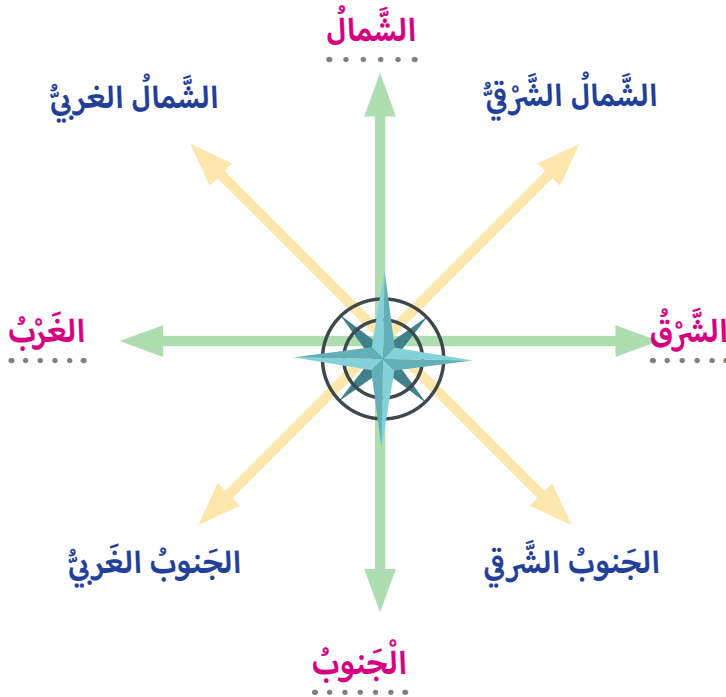 الشَّمالُ
الشَّمالُ الشَّرْقيُّ
الشَّمالُ الغربيُّ
الشَّرْقُ
الغَرْبُ
الجَنوبُ الشَّرقي
الجَنوبُ الغَربيُّ
الْجَنوبُ